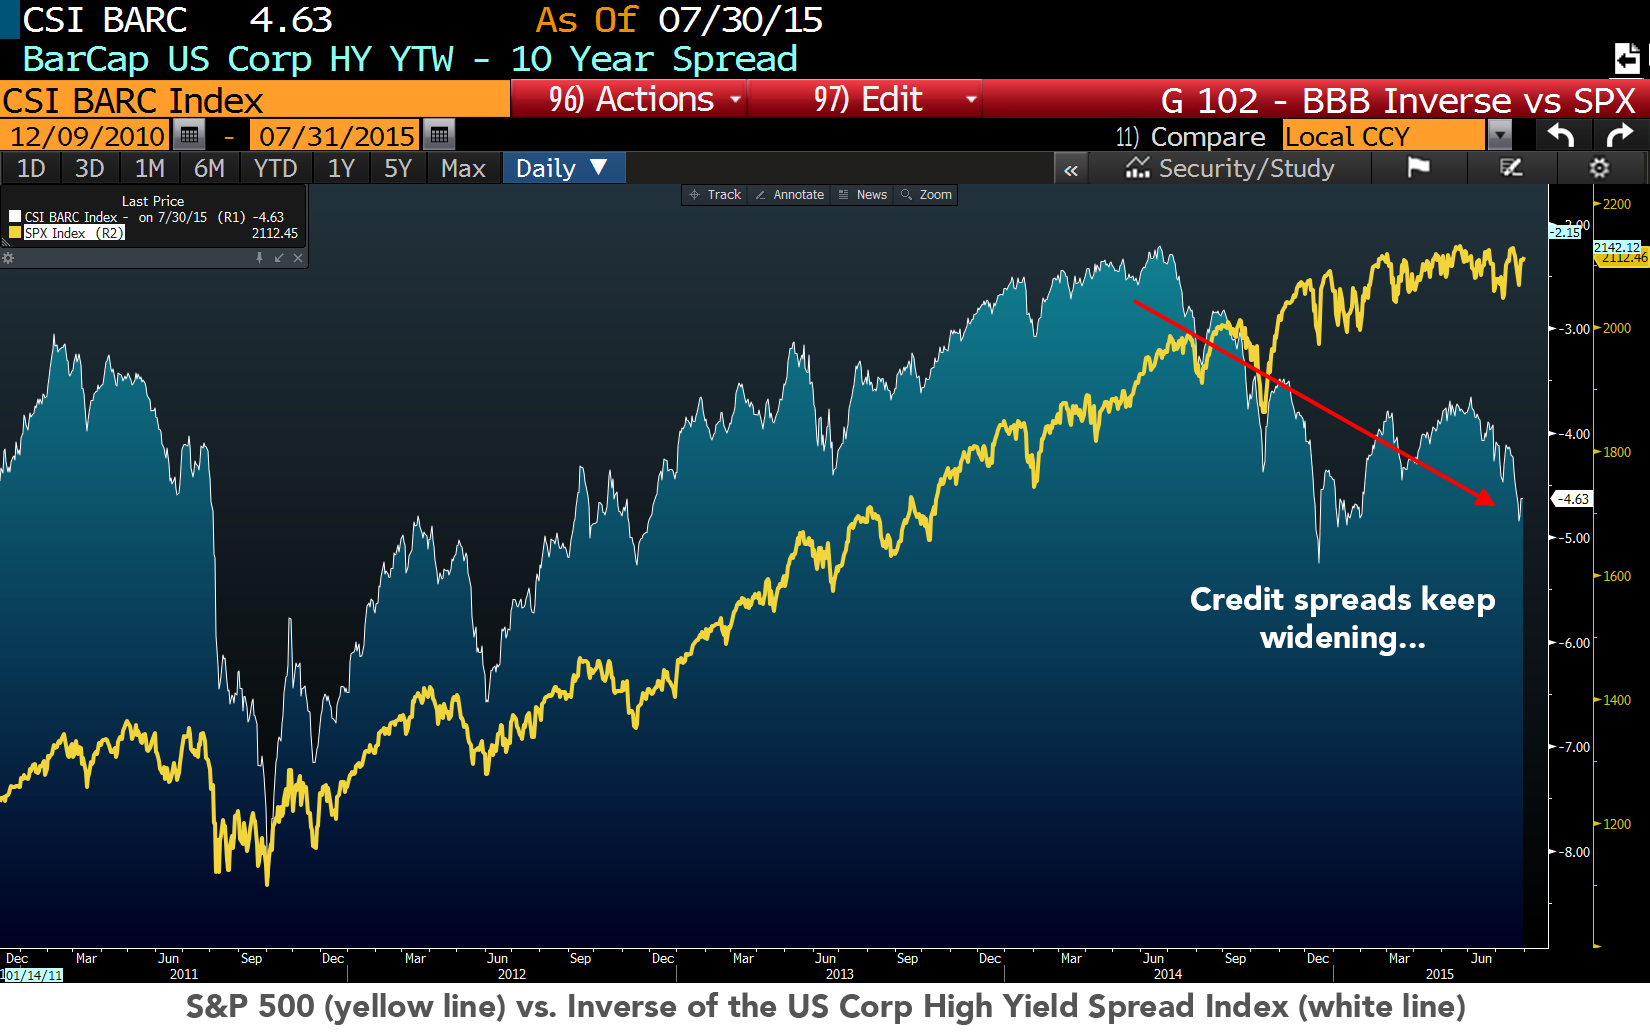 CSI BARC 4.63 As Of 07/30/15
BarCap US Corp HY YTW - 10 Year Spread
CSI BARC Index 96) Actions 97) Edit G 102 - BBB Inverse vs SPX
12/09/2010 - 07/31/2015 11) Compare Local CCY
1D 3D 1M 6M YTD 1Y 5Y Max Daily ▼ « Security/Study
Track Annotate News Zoom
Last Price
CSI BARC Index - on 7/30/15 (R1) -4.63
SPX Index (R2) 2112.45
2200
-2.00
-2.15
2142.12
2112.46
-3.00
2000
-4.00
1800
-4.63
-5.00
1600
Credit spreads keep
widening...
-6.00
1400
-7.00
1200
-8.00
Dec Mar Jun Sep Dec Mar Jun Sep Dec Mar Jun Sep Dec Mar Jun Sep Dec Mar Jun
01/14/11 2011 2012 2013 2014 2015
S&P 500 (yellow line) vs. Inverse of the US Corp High Yield Spread Index (white line)